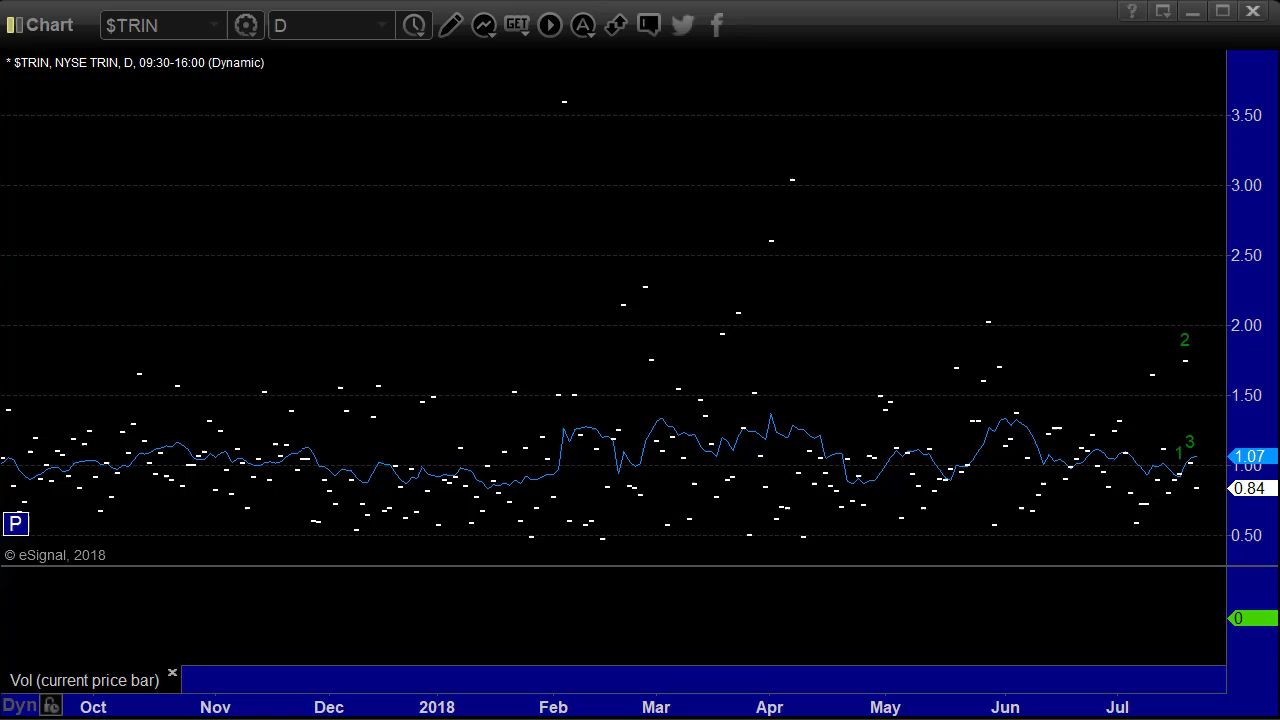 Chart $TRIN D GET A ?
* $TRIN, NYSE TRIN, D, 09:30-16:00 (Dynamic)
3.50
3.00
2.50
2.00
2
1.50
3
1
1.07
1.00
0.84
P
0.50
© eSignal, 2018
0
Vol (current price bar) ×
Dyn Oct Nov Dec 2018 Feb Mar Apr May Jun Jul